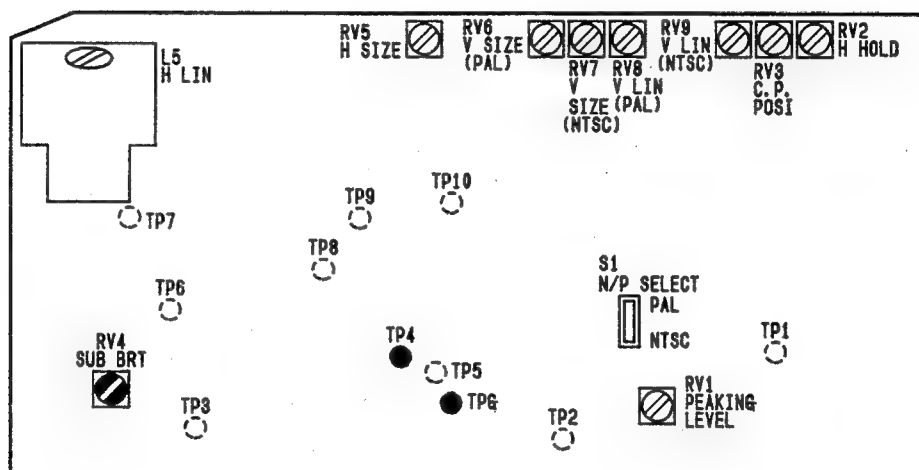 L5
H LIN
RV5
H SIZE
RV6
V SIZE
(PAL)
RV7
V
SIZE
(NTSC)
RV8
V LIN
(PAL)
RV9
V LIN
(NTSC)
RV3
C.P.
POSI
RV2
H HOLD
TP7
TP9
TP10
TP8
TP6
S1
N/P SELECT
PAL
NTSC
TP1
RV4
SUB BRT
TP4
TP5
TPG
TP3
TP2
RV1
PEAKING
LEVEL